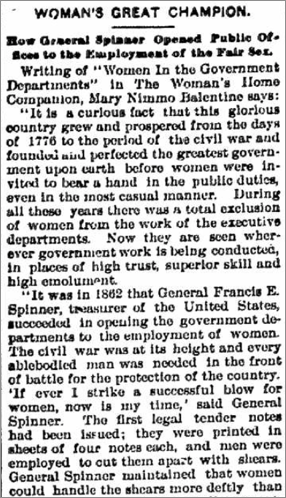 WOMAN'S GREAT CHAMPION.
How General Spinner Opened Public Of-
fices to the Employment of the Fair Sex.
Writing of "Women In the Government
Departments" in The Woman's Home
Companion, Mary Nimmo Balentine says:
"It is a curious fact that this glorious
country grew and prospered from the days
of 1776 to the period of the civil war and
founded and perfected the greatest govern-
ment upon earth before women were in-
vited to bear a hand in the public duties,
even in the most casual manner. During
all these years there was a total exclusion
of women from the work of the executive
departments. Now they are seen wher-
ever government work is being conducted,
in places of high trust, superior skill and
high emolument.
"It was in 1862 that General Francis E.
Spinner, treasurer of the United States,
succeeded in opening the government de-
partments to the employment of women.
The civil war was at its height and every
ablebodied man was needed in the front
of battle for the protection of the country.
'If ever I strike a successful blow for
women, now is my time,' said General
Spinner. The first legal tender notes
had been issued; they were printed in
sheets of four notes each, and men were
employed to cut them apart with shears.
General Spinner maintained that women
could handle the shears more deftly than